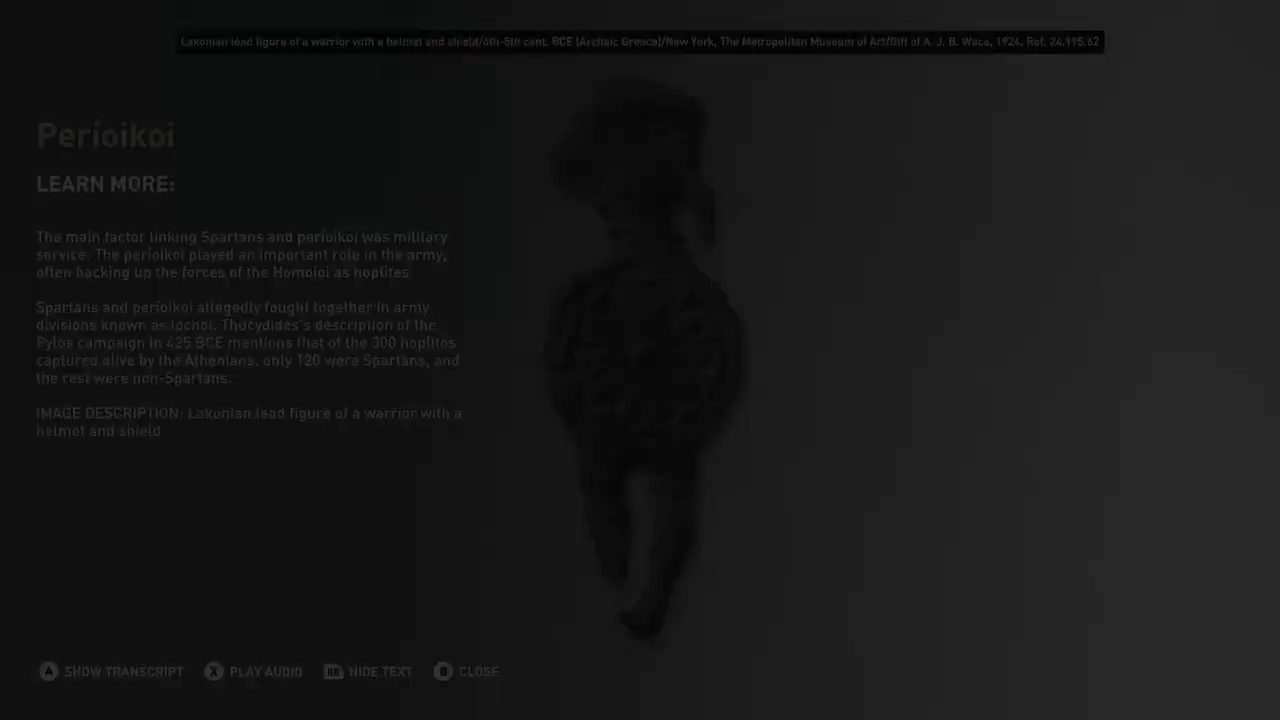 Lakonian lead figure of a warrior with a helmet and shield/6th-5th cent. BCE (Archaic Greece)/New York, The Metropolitan Museum of Art/Gift of A. J. B. Wace, 1924, Ref. 24.195.62
Perioikoi
LEARN MORE:
The main factor linking Spartans and perioikoi was military
service. The perioikoi played an important role in the army,
often backing up the forces of the Homoioi as hoplites.
Spartans and perioikoi allegedly fought together in army
divisions known as lochoi. Thucydides's description of the
Pylos campaign in 425 BCE mentions that of the 300 hoplites
captured alive by the Athenians, only 120 were Spartans, and
the rest were non-Spartans.
IMAGE DESCRIPTION: Lakonian lead figure of a warrior with a
helmet and shield
A SHOW TRANSCRIPT X PLAY AUDIO RB HIDE TEXT B CLOSE